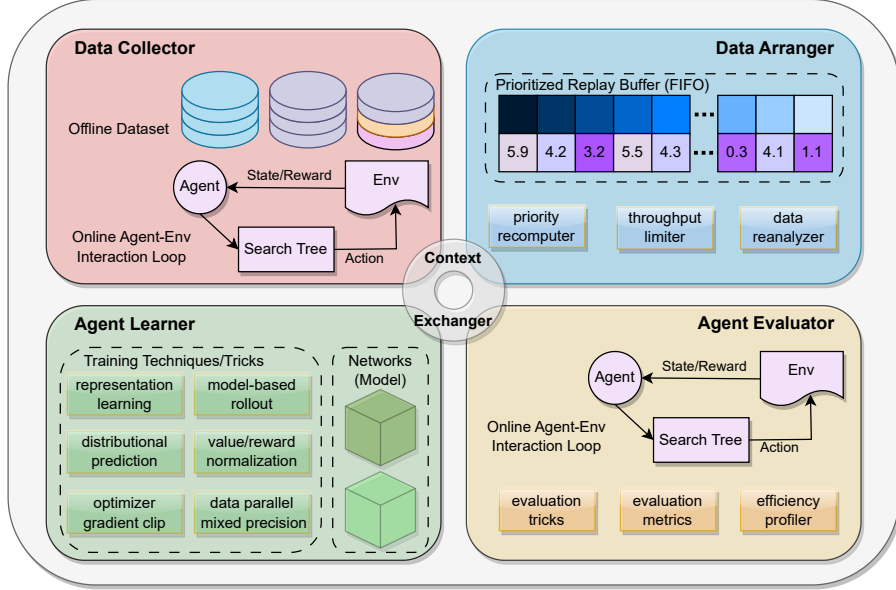 Data Collector
Offline Dataset
Agent
State/Reward
Env
Online Agent-Env
Interaction Loop
Search Tree
Action
Data Arranger
Prioritized Replay Buffer (FIFO)
5.9 4.2 3.2 5.5 4.3 ... 0.3 4.1 1.1
priority
recomputer
throughput
limiter
data
reanalyzer
Context
Exchanger
Agent Learner
Training Techniques/Tricks
representation
learning
model-based
rollout
distributional
prediction
value/reward
normalization
optimizer
gradient clip
data parallel
mixed precision
Networks
(Model)
Agent Evaluator
Agent
State/Reward
Env
Online Agent-Env
Interaction Loop
Search Tree
Action
evaluation
tricks
evaluation
metrics
efficiency
profiler